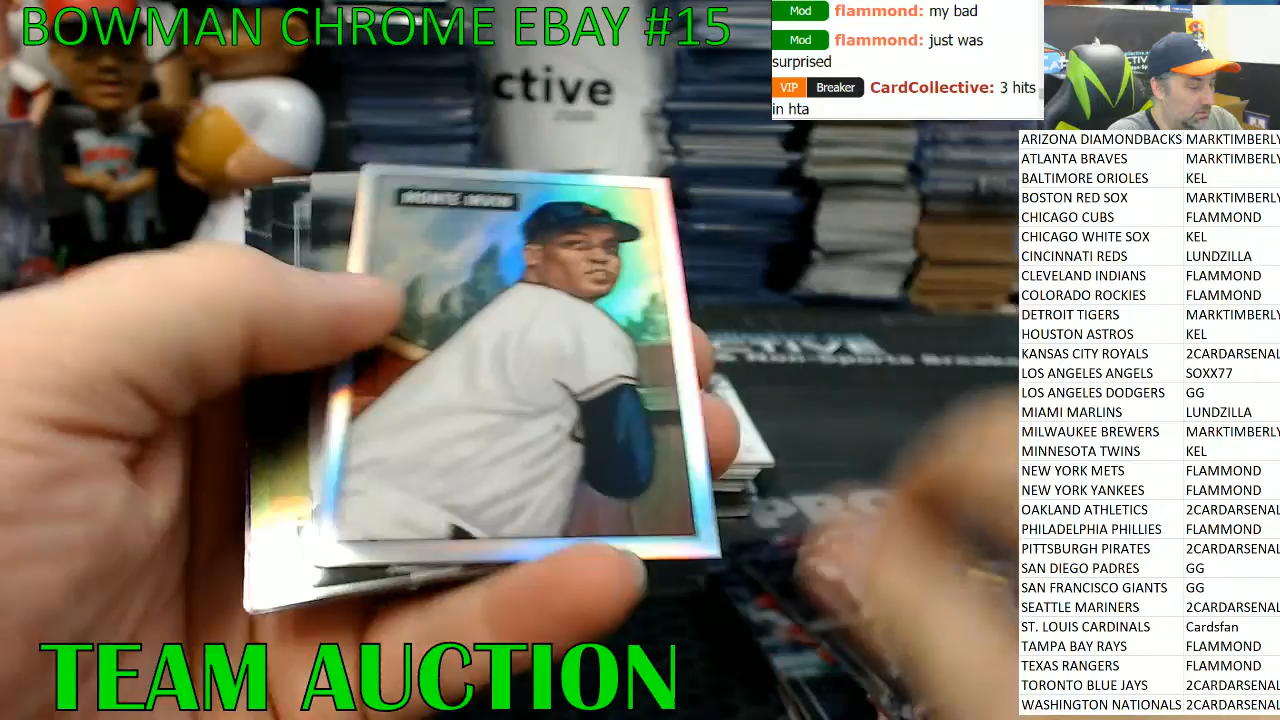 BOWMAN CHROME EBAY #15
Mod flammond: my bad
Mod flammond: just was
surprised
VIP Breaker CardCollective: 3 hits
in hta
ctive
MONTE IRVIN
ARIZONA DIAMONDBACKS MARKTIMBERLY
ATLANTA BRAVES MARKTIMBERLY
BALTIMORE ORIOLES KEL
BOSTON RED SOX MARKTIMBERLY
CHICAGO CUBS FLAMMOND
CHICAGO WHITE SOX KEL
CINCINNATI REDS LUNDZILLA
CLEVELAND INDIANS FLAMMOND
COLORADO ROCKIES FLAMMOND
DETROIT TIGERS MARKTIMBERLY
HOUSTON ASTROS KEL
KANSAS CITY ROYALS 2CARDARSENAL
LOS ANGELES ANGELS SOXX77
LOS ANGELES DODGERS GG
MIAMI MARLINS LUNDZILLA
MILWAUKEE BREWERS MARKTIMBERLY
MINNESOTA TWINS KEL
NEW YORK METS FLAMMOND
NEW YORK YANKEES FLAMMOND
OAKLAND ATHLETICS 2CARDARSENAL
PHILADELPHIA PHILLIES FLAMMOND
PITTSBURGH PIRATES 2CARDARSENAL
SAN DIEGO PADRES GG
SAN FRANCISCO GIANTS GG
SEATTLE MARINERS 2CARDARSENAL
ST. LOUIS CARDINALS Cardsfan
TAMPA BAY RAYS FLAMMOND
TEXAS RANGERS FLAMMOND
TORONTO BLUE JAYS 2CARDARSENAL
WASHINGTON NATIONALS 2CARDARSENAL
TEAM AUCTION